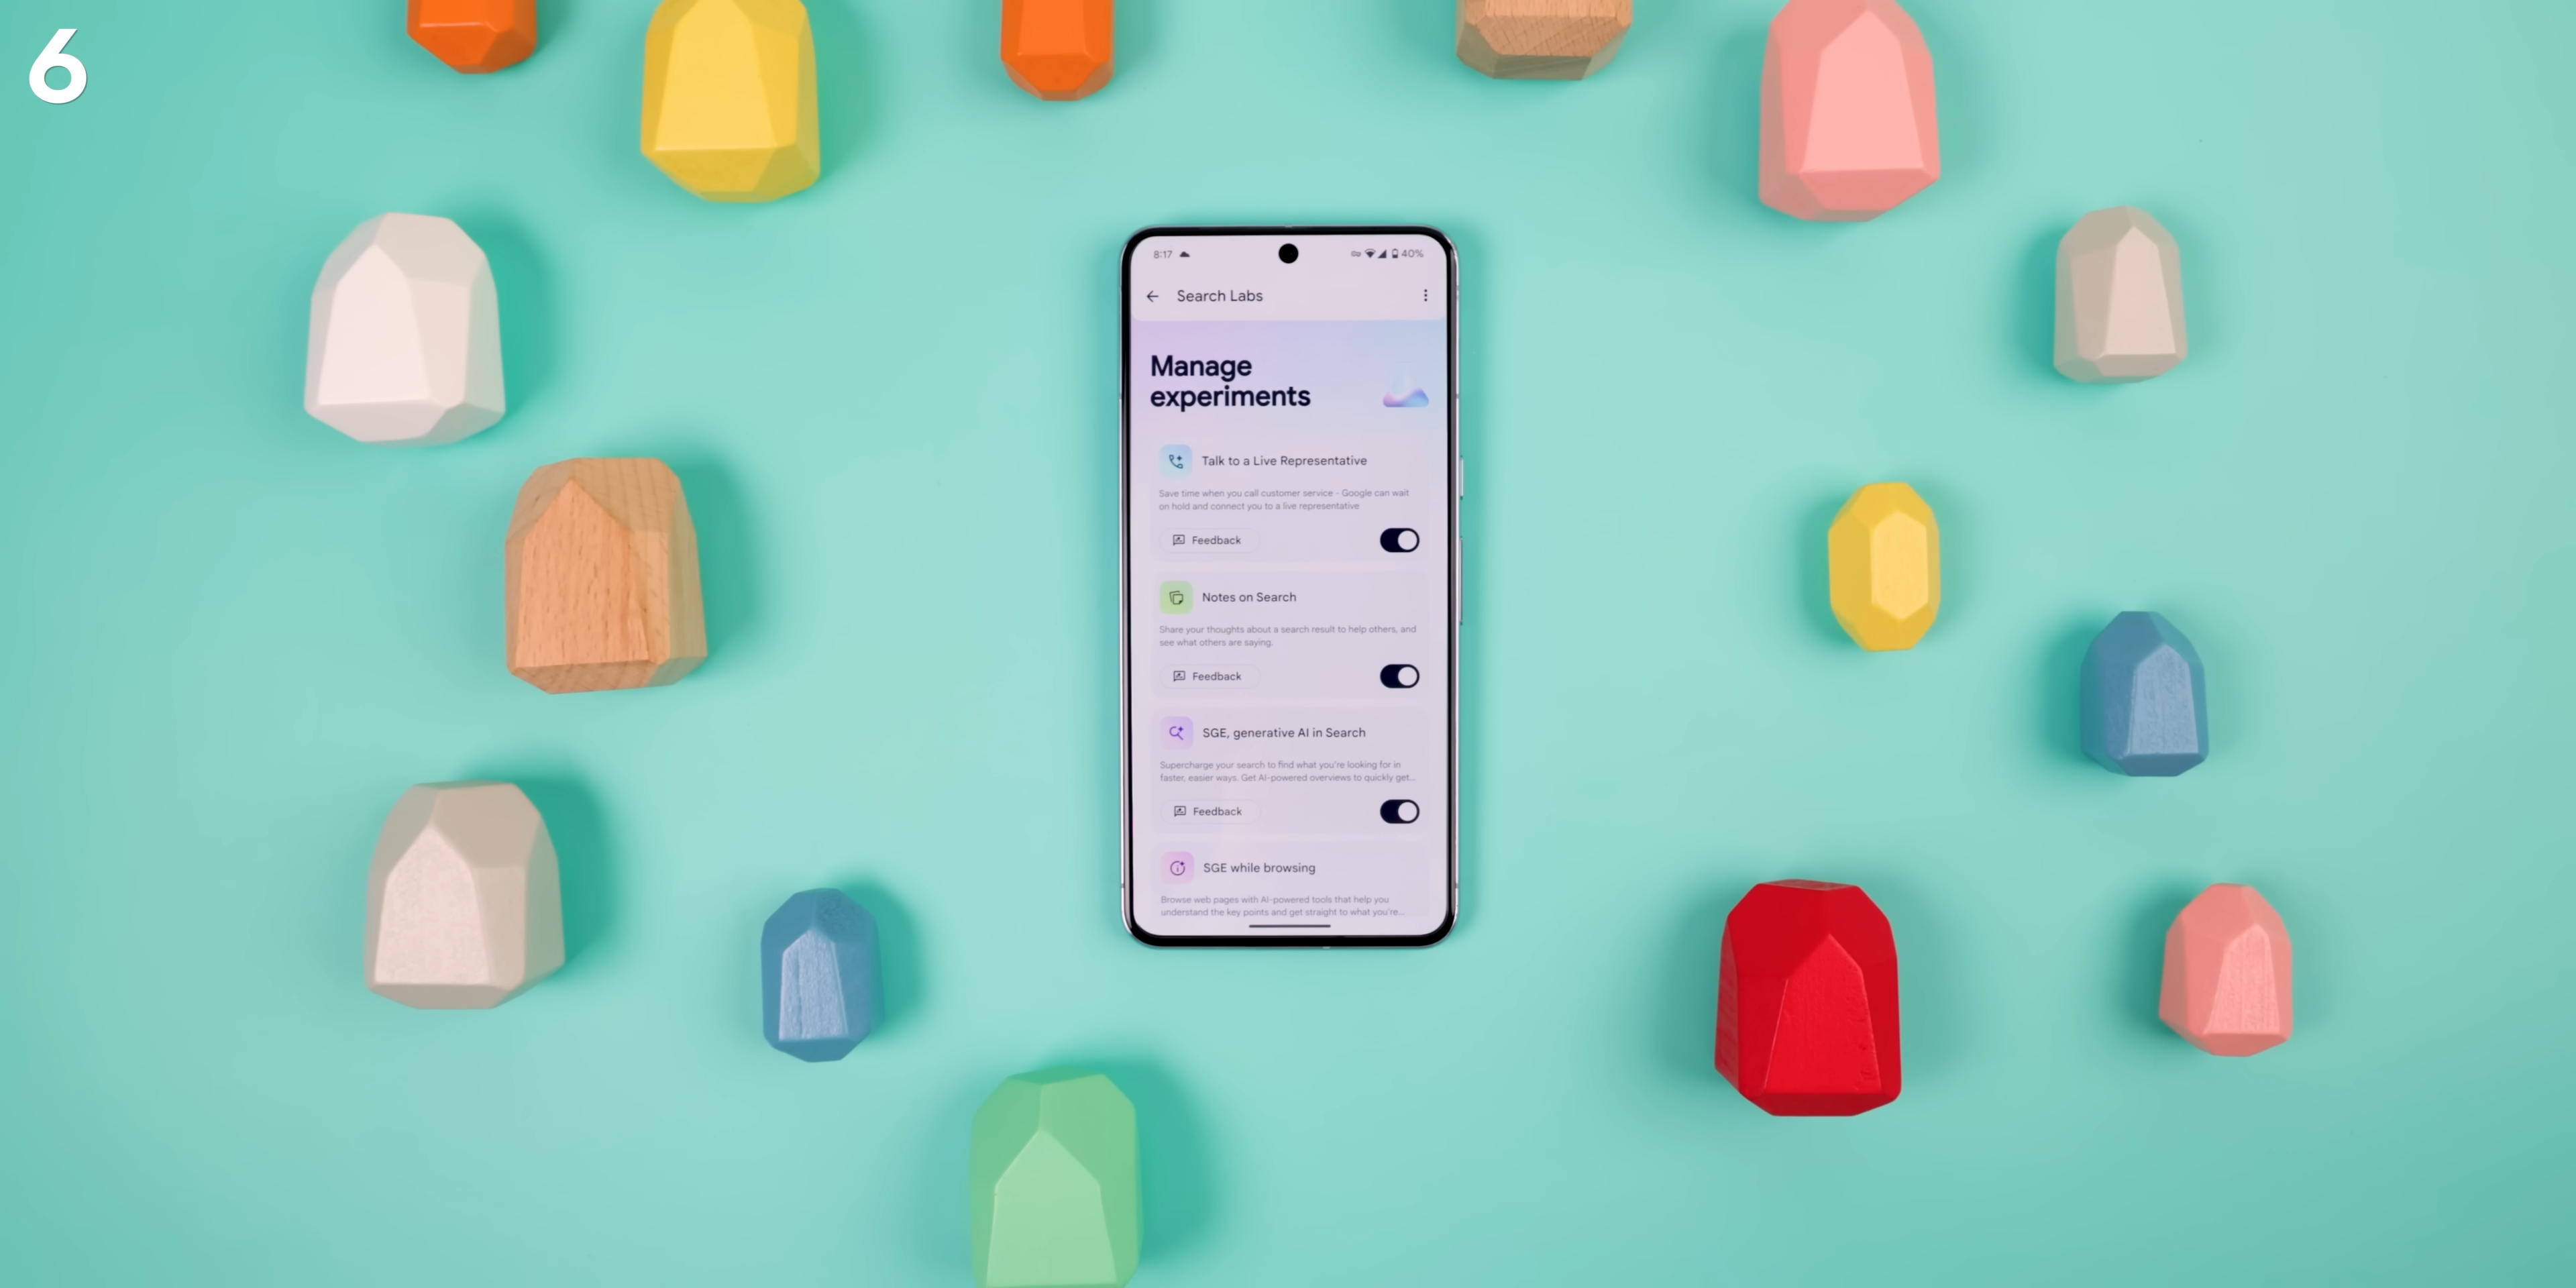 6
8:17 40%
Search Labs
Manage
experiments
Talk to a Live Representative
Save time when you call customer service - Google can wait
on hold and connect you to a live representative
Feedback
Notes on Search
Share your thoughts about a search result to help others, and
see what others are saying.
Feedback
SGE, generative AI in Search
Supercharge your search to find what you're looking for in
faster, easier ways. Get AI-powered overviews to quickly get...
Feedback
SGE while browsing
Browse web pages with AI-powered tools that help you
understand the key points and get straight to what you're...